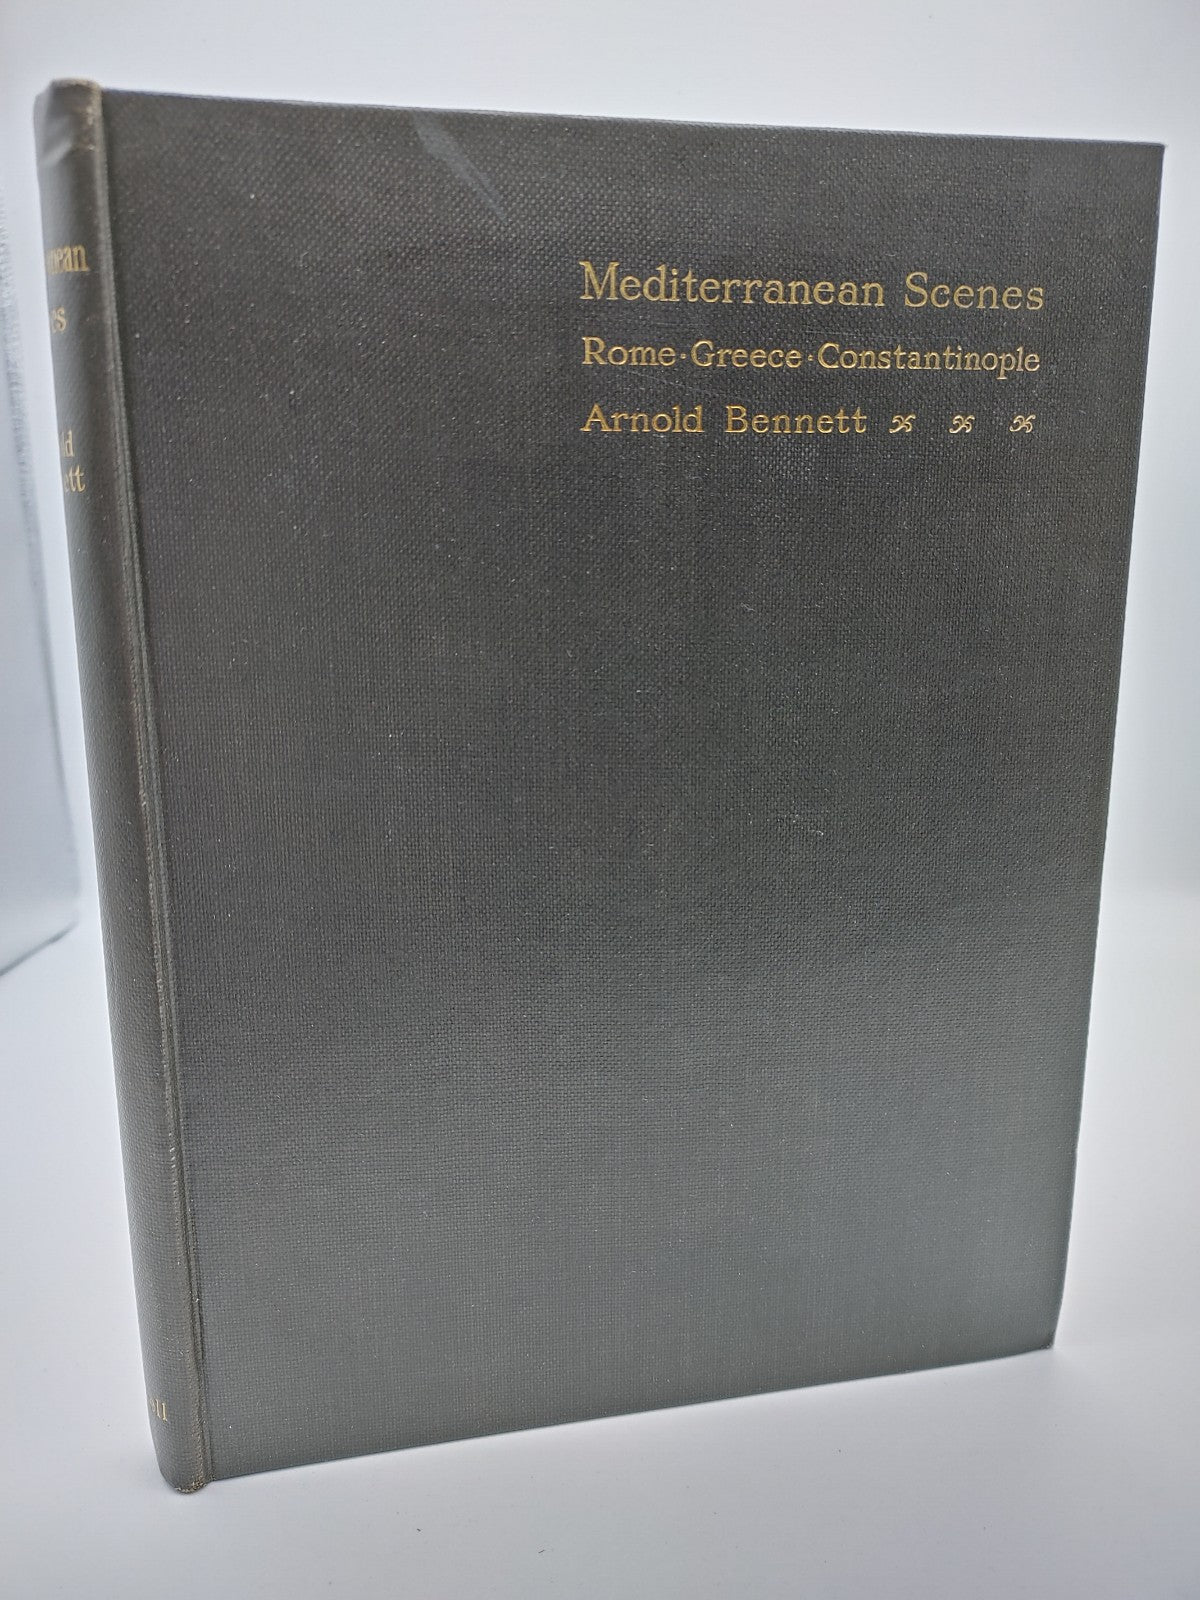 Mediterranean Scenes
Rome · Greece · Constantinople
Arnold Bennett